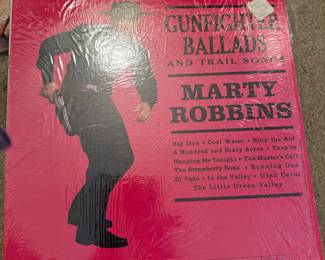 GUNFIGHTER
BALLADS
AND TRAIL SONGS
MARTY
ROBBINS
Big Iron • Cool Water • Billy the Kid
A Hundred and Sixty Acres • They're
Hanging Me Tonight • The Master's Call
The Strawberry Roan • Running Gun
El Paso • In the Valley • Utah Carol
The Little Green Valley